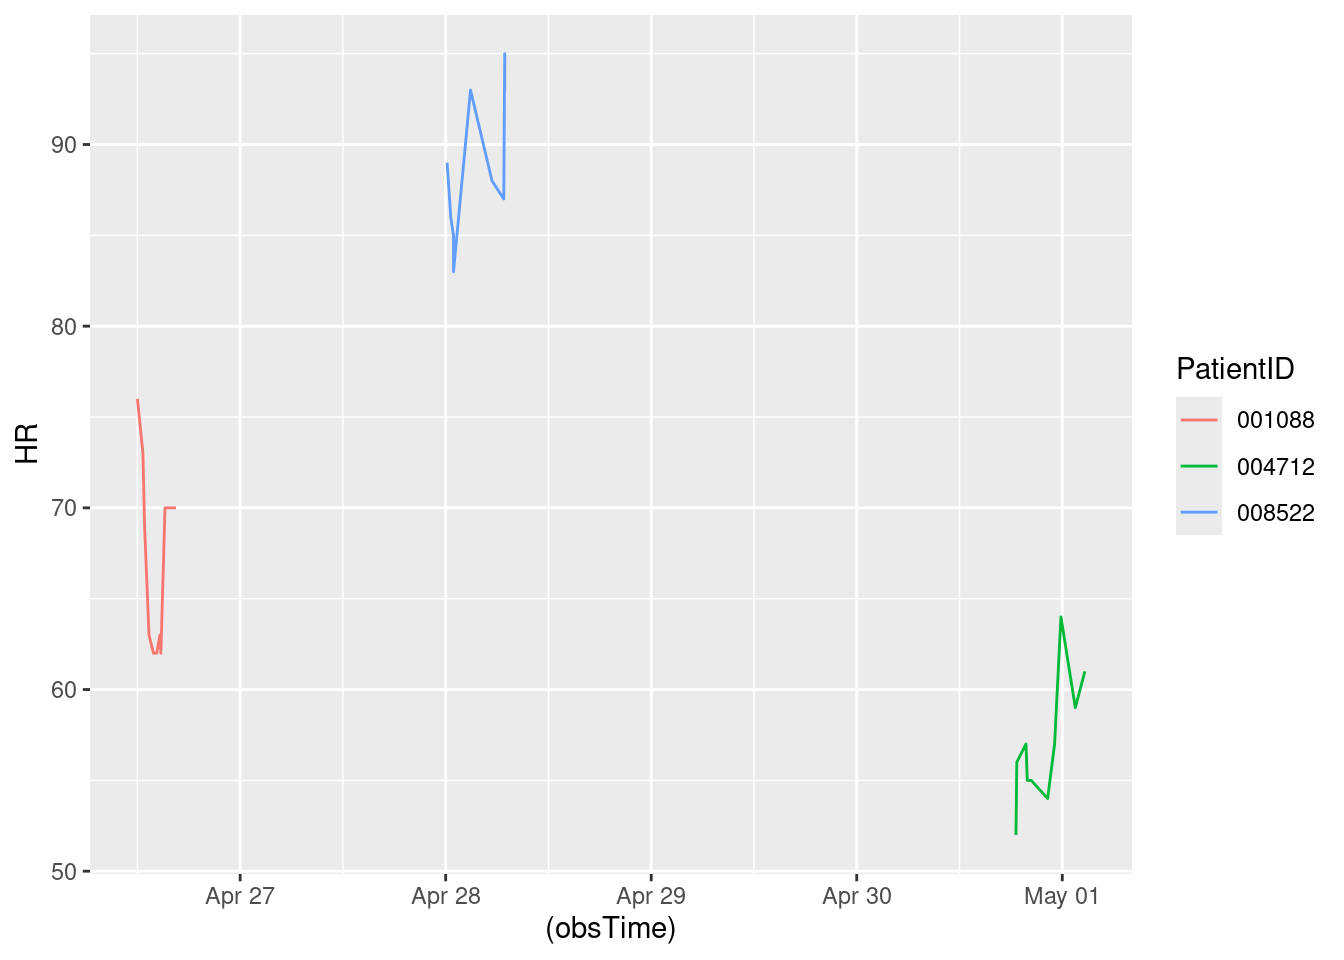 90
80
70
60
50
HR
Apr 27
Apr 28
Apr 29
Apr 30
May 01
(obsTime)
PatientID
001088
004712
008522